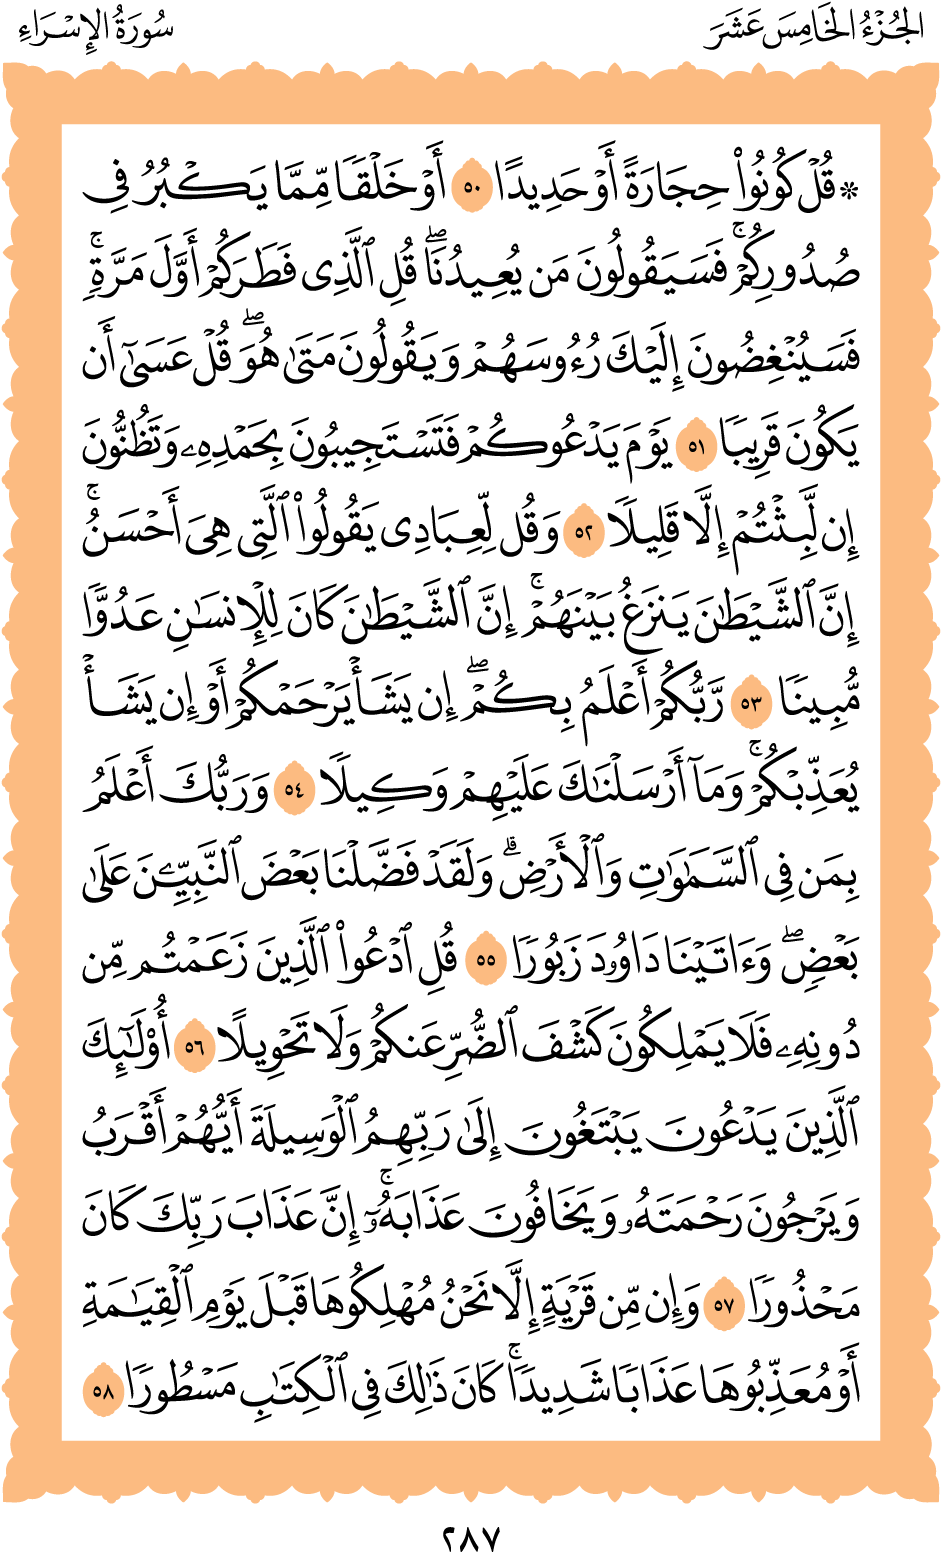 الجُزْءُ الخَامِسَ عَشَرَ
سُورَةُ الإِسْرَاءِ
* قُلْ كُونُوا۟ حِجَارَةً أَوْ حَدِيدًا ٥٠ أَوْ خَلْقًا مِّمَّا يَكْبُرُ فِى
صُدُورِكُمْ ۚ فَسَيَقُولُونَ مَن يُعِيدُنَا ۖ قُلِ ٱلَّذِى فَطَرَكُمْ أَوَّلَ مَرَّةٍ ۚ
فَسَيُنْغِضُونَ إِلَيْكَ رُءُوسَهُمْ وَيَقُولُونَ مَتَىٰ هُوَ ۖ قُلْ عَسَىٰٓ أَن
يَكُونَ قَرِيبًا ٥١ يَوْمَ يَدْعُوكُمْ فَتَسْتَجِيبُونَ بِحَمْدِهِۦ وَتَظُنُّونَ
إِن لَّبِثْتُمْ إِلَّا قَلِيلًا ٥٢ وَقُل لِّعِبَادِى يَقُولُوا۟ ٱلَّتِى هِىَ أَحْسَنُ ۚ
إِنَّ ٱلشَّيْطَٰنَ يَنزَغُ بَيْنَهُمْ ۚ إِنَّ ٱلشَّيْطَٰنَ كَانَ لِلْإِنسَٰنِ عَدُوًّا
مُّبِينًا ٥٣ رَّبُّكُمْ أَعْلَمُ بِكُمْ ۖ إِن يَشَأْ يَرْحَمْكُمْ أَوْ إِن يَشَأْ
يُعَذِّبْكُمْ ۚ وَمَآ أَرْسَلْنَٰكَ عَلَيْهِمْ وَكِيلًا ٥٤ وَرَبُّكَ أَعْلَمُ
بِمَن فِى ٱلسَّمَٰوَٰتِ وَٱلْأَرْضِ ۗ وَلَقَدْ فَضَّلْنَا بَعْضَ ٱلنَّبِيِّـۧنَ عَلَىٰ
بَعْضٍ ۖ وَءَاتَيْنَا دَاوُۥدَ زَبُورًا ٥٥ قُلِ ٱدْعُوا۟ ٱلَّذِينَ زَعَمْتُم مِّن
دُونِهِۦ فَلَا يَمْلِكُونَ كَشْفَ ٱلضُّرِّ عَنكُمْ وَلَا تَحْوِيلًا ٥٦ أُو۟لَٰٓئِكَ
ٱلَّذِينَ يَدْعُونَ يَبْتَغُونَ إِلَىٰ رَبِّهِمُ ٱلْوَسِيلَةَ أَيُّهُمْ أَقْرَبُ
وَيَرْجُونَ رَحْمَتَهُۥ وَيَخَافُونَ عَذَابَهُۥٓ ۚ إِنَّ عَذَابَ رَبِّكَ كَانَ
مَحْذُورًا ٥٧ وَإِن مِّن قَرْيَةٍ إِلَّا نَحْنُ مُهْلِكُوهَا قَبْلَ يَوْمِ ٱلْقِيَٰمَةِ
أَوْ مُعَذِّبُوهَا عَذَابًا شَدِيدًا ۚ كَانَ ذَٰلِكَ فِى ٱلْكِتَٰبِ مَسْطُورًا ٥٨
٢٨٧